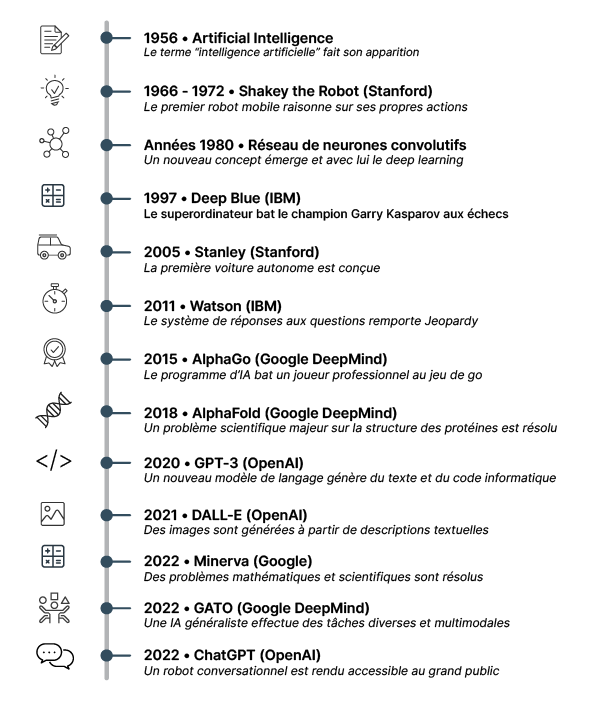 1956 • Artificial Intelligence
Le terme "intelligence artificielle" fait son apparition
1966 - 1972 • Shakey the Robot (Stanford)
Le premier robot mobile raisonne sur ses propres actions
Années 1980 • Réseau de neurones convolutifs
Un nouveau concept émerge et avec lui le deep learning
1997 • Deep Blue (IBM)
Le superordinateur bat le champion Garry Kasparov aux échecs
2005 • Stanley (Stanford)
La première voiture autonome est conçue
2011 • Watson (IBM)
Le système de réponses aux questions remporte Jeopardy
2015 • AlphaGo (Google DeepMind)
Le programme d'IA bat un joueur professionnel au jeu de go
2018 • AlphaFold (Google DeepMind)
Un problème scientifique majeur sur la structure des protéines est résolu
2020 • GPT-3 (OpenAI)
Un nouveau modèle de langage génère du texte et du code informatique
2021 • DALL-E (OpenAI)
Des images sont générées à partir de descriptions textuelles
2022 • Minerva (Google)
Des problèmes mathématiques et scientifiques sont résolus
2022 • GATO (Google DeepMind)
Une IA généraliste effectue des tâches diverses et multimodales
2022 • ChatGPT (OpenAI)
Un robot conversationnel est rendu accessible au grand public